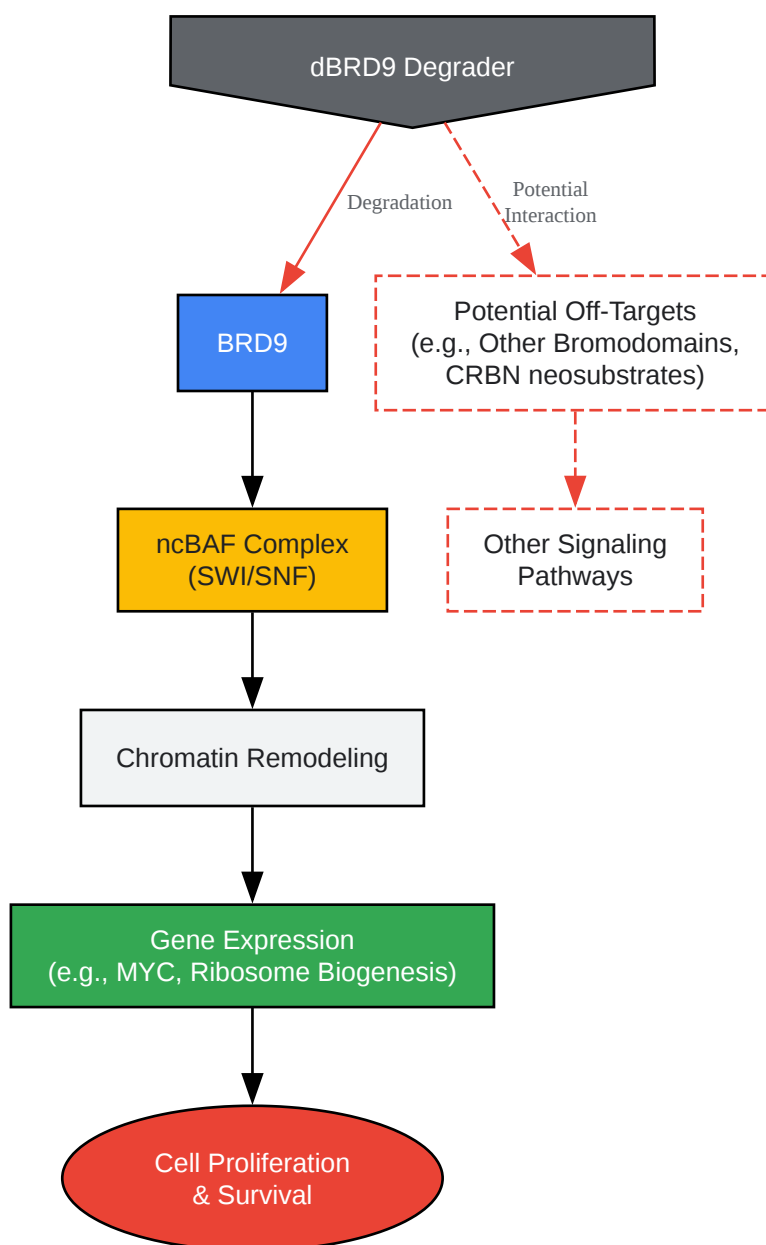 dBRD9 Degrader
Degradation
Potential
Interaction
BRD9
Potential Off-Targets
(e.g., Other Bromodomains,
CRBN neosubstrates)
ncBAF Complex
(SWI/SNF)
Other Signaling
Pathways
Chromatin Remodeling
Gene Expression
(e.g., MYC, Ribosome Biogenesis)
Cell Proliferation
& Survival